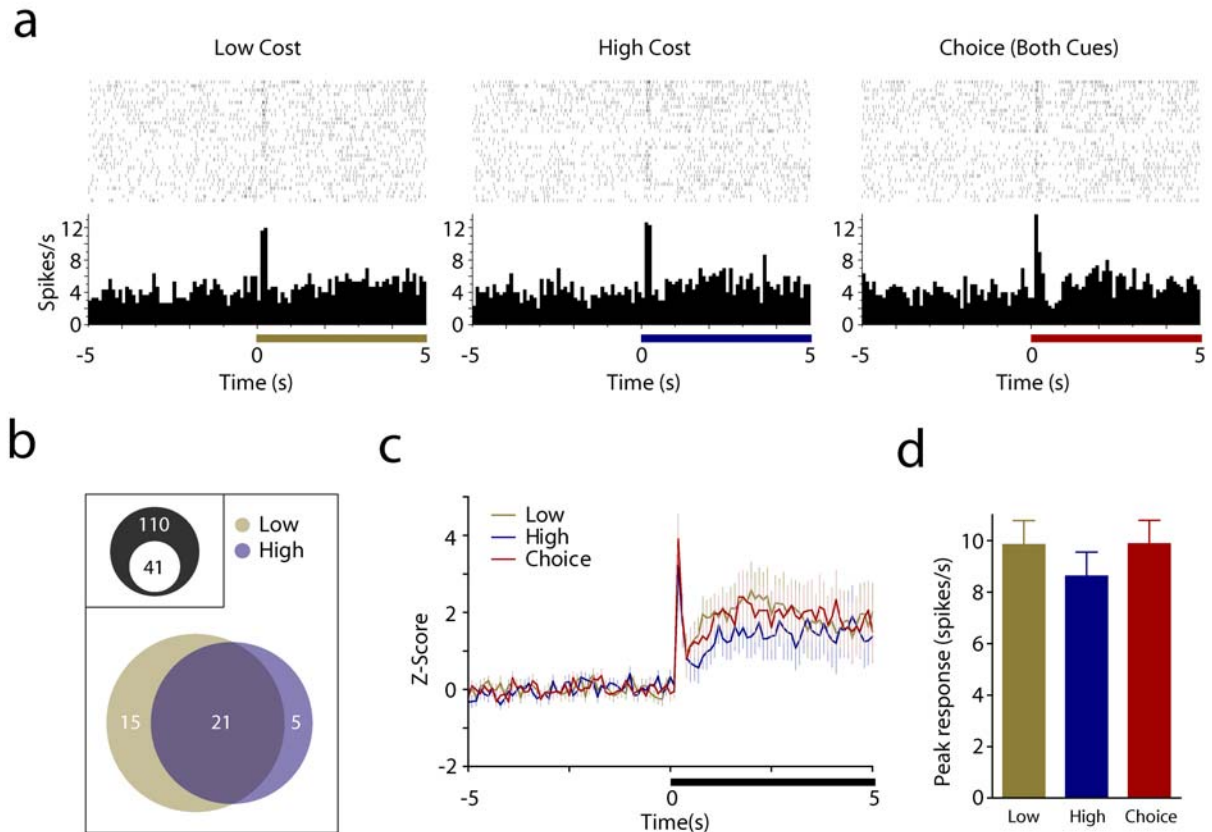 a
Low Cost
High Cost
Choice (Both Cues)
Spikes/s
12
8
4
0
12
8
4
0
12
8
4
0
-5
0
5
-5
0
5
-5
0
5
Time (s)
Time (s)
Time (s)
b
110
41
Low
High
15
21
5
c
Z-Score
4
2
0
-2
Low
High
Choice
-5
0
5
Time(s)
d
Peak response (spikes/s)
10
8
6
4
2
0
Low
High
Choice